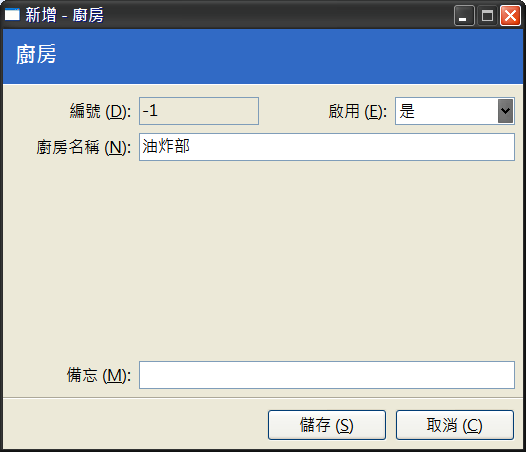 新增 - 廚房
廚房
編號 (D): -1 啟用 (E): 是
廚房名稱 (N): 油炸部
備忘 (M):
儲存 (S) 取消 (C)